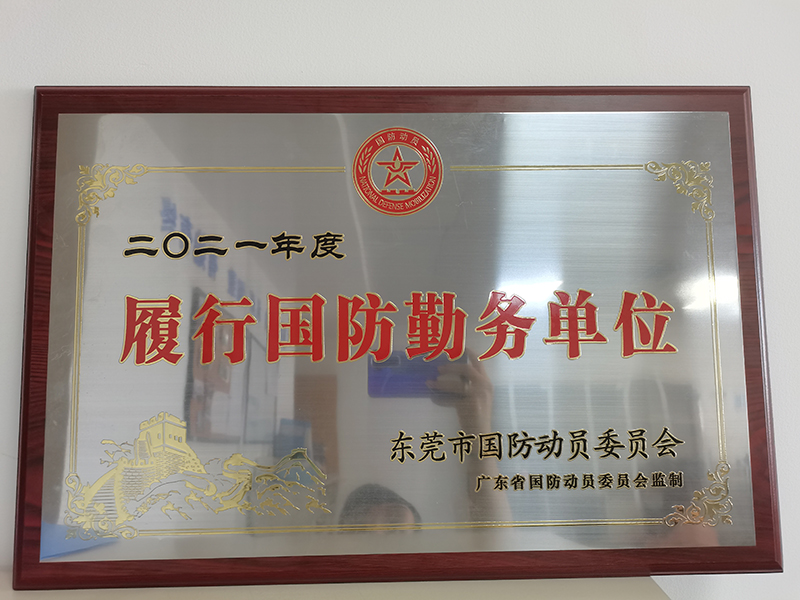 国防动员
NATIONAL DEFENSE MOBILIZATION
二〇二一年度
履行国防勤务单位
东莞市国防动员委员会
广东省国防动员委员会监制